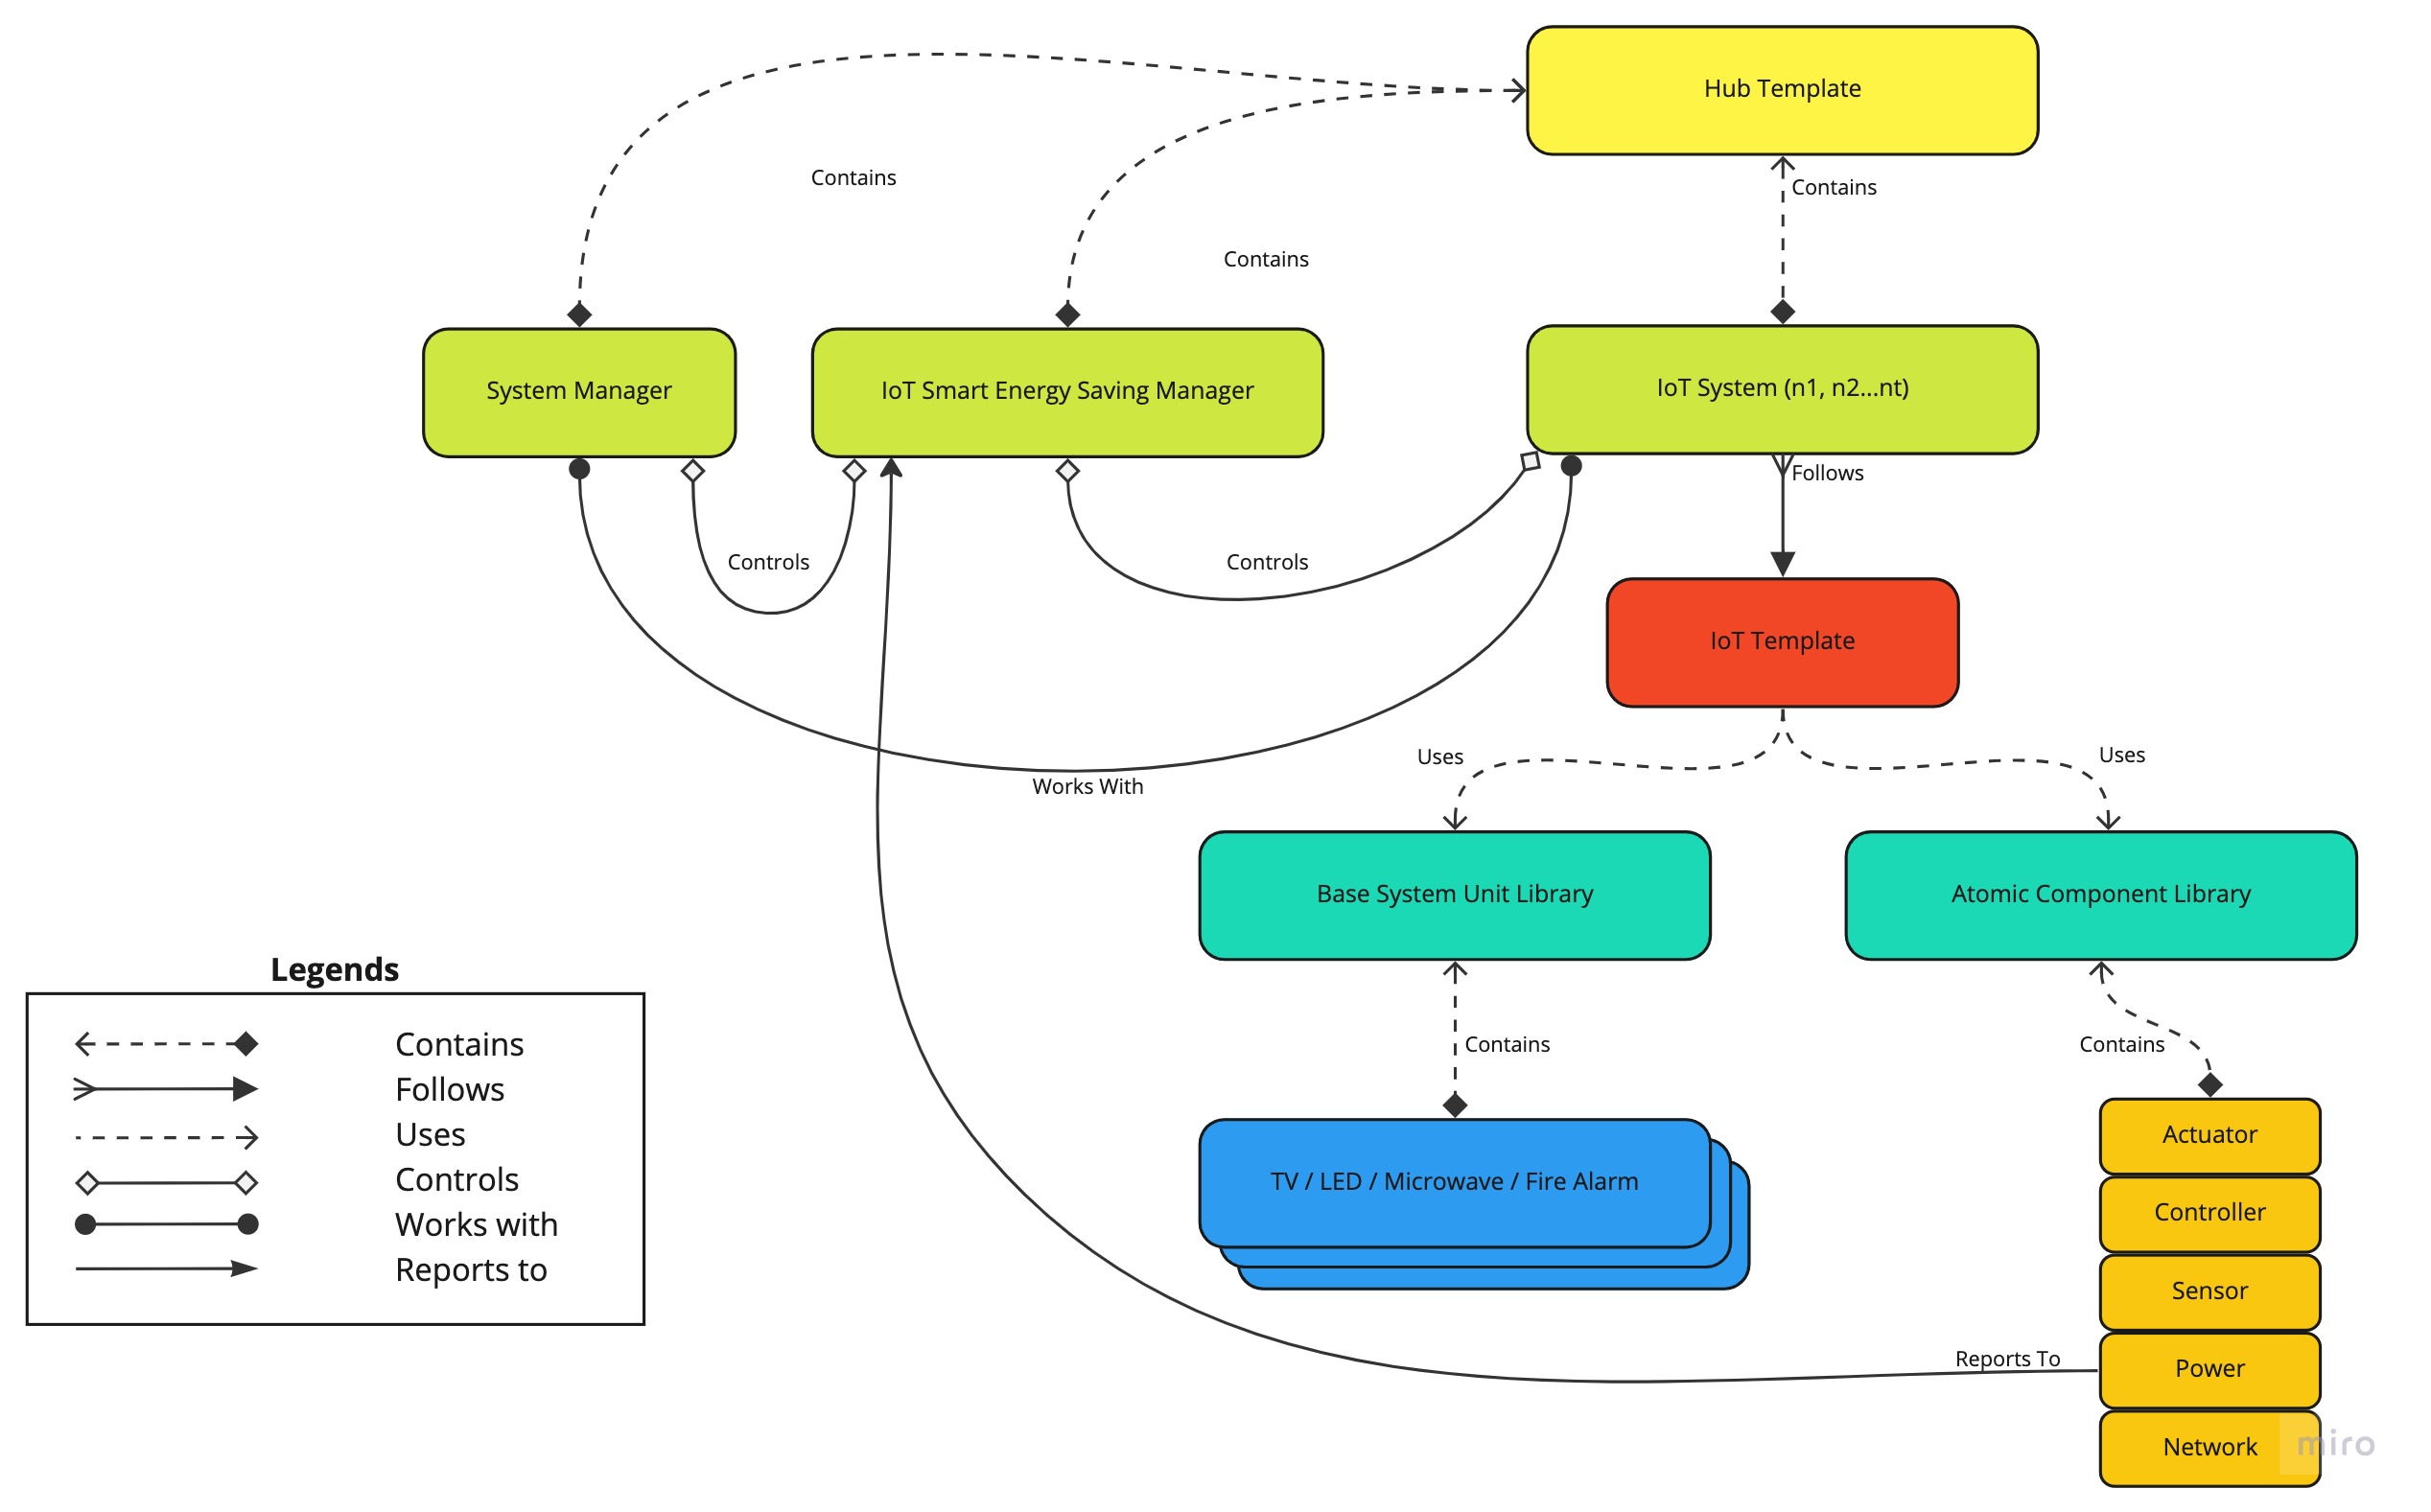 Hub Template
Contains
Contains
Contains
System Manager
IoT Smart Energy Saving Manager
IoT System (n1, n2...nt)
Follows
Controls
Controls
IoT Template
Works With
Uses
Uses
Base System Unit Library
Atomic Component Library
Legends
Contains
Follows
Uses
Controls
Works with
Reports to
Contains
Contains
TV / LED / Microwave / Fire Alarm
Actuator
Controller
Sensor
Reports To
Power
Network
miro